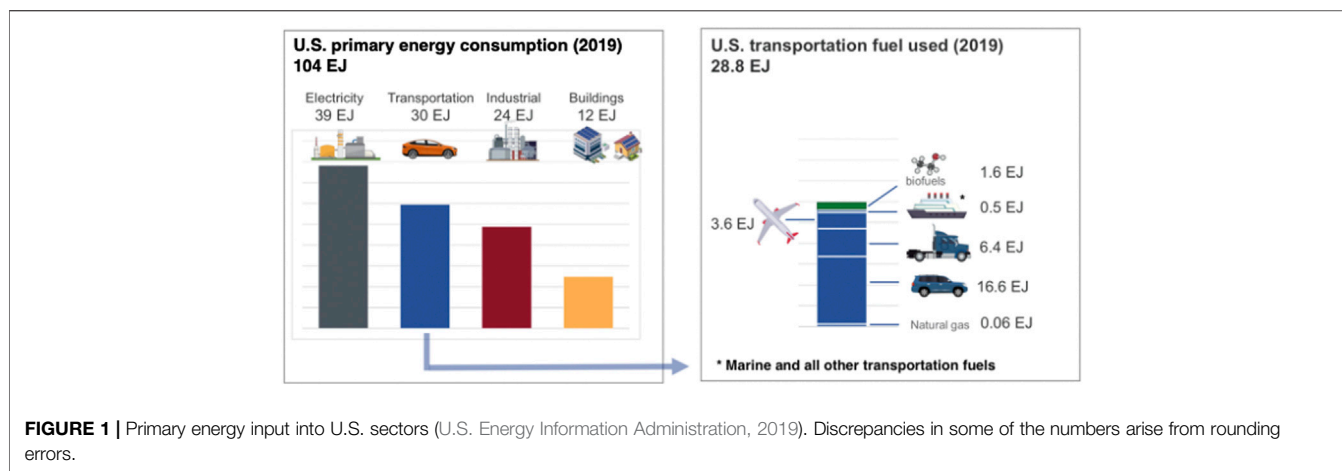 U.S. primary energy consumption (2019)
104 EJ
Electricity
39 EJ
Transportation
30 EJ
Industrial
24 EJ
Buildings
12 EJ
U.S. transportation fuel used (2019)
28.8 EJ
biofuels
1.6 EJ
*
0.5 EJ
3.6 EJ
6.4 EJ
16.6 EJ
Natural gas
0.06 EJ
* Marine and all other transportation fuels
FIGURE 1 | Primary energy input into U.S. sectors (U.S. Energy Information Administration, 2019). Discrepancies in some of the numbers arise from rounding
errors.